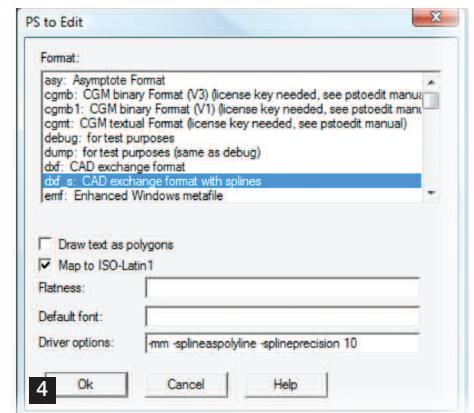 PS to Edit
Format:
asy: Asymptote Format
cgmb: CGM binary Format (V3) (license key needed, see pstoedit manu
cgmb1: CGM binary Format (V1) (license key needed, see pstoedit man
cgmt: CGM textual Format (license key needed, see pstoedit manual)
debug: for test purposes
dump: for test purposes (same as debug)
dxf: CAD exchange format
dxf_s: CAD exchange format with splines
emf: Enhanced Windows metafile
Draw text as polygons
Map to ISO-Latin1
Flatness:
Default font:
Driver options: -mm -splineaspolyline -splineprecision 10
4 Ok Cancel Help